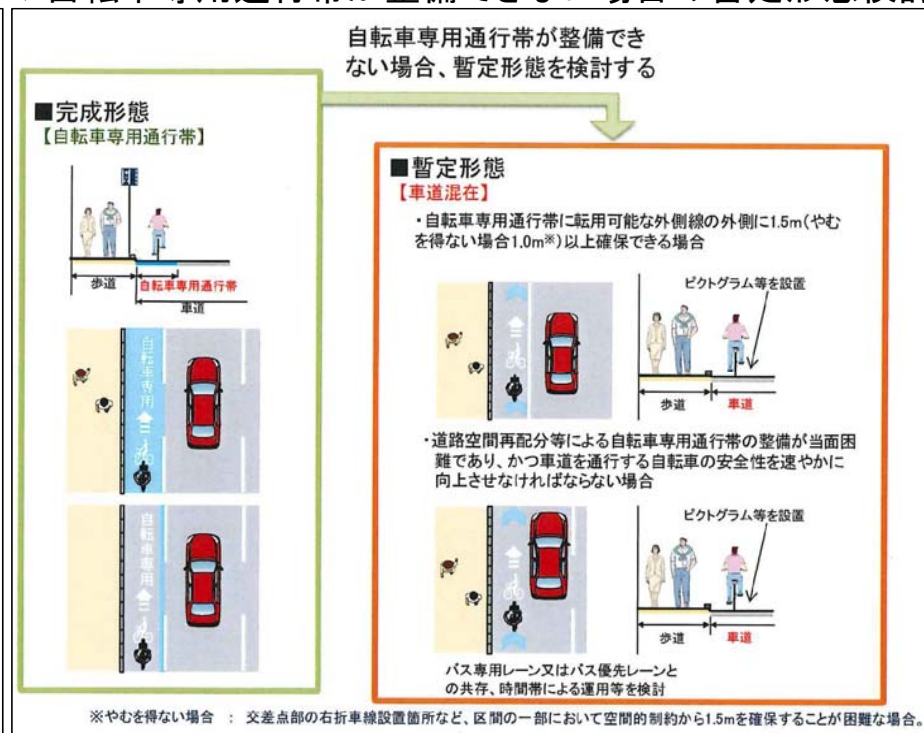 自転車専用通行帯が整備でき
ない場合、暫定形態を検討する
■完成形態
【自転車専用通行帯】
歩道
自転車専用通行帯
車道
自転車専用
自転車専用
■暫定形態
【車道混在】
・自転車専用通行帯に転用可能な外側線の外側に1.5m(やむ
を得ない場合1.0m※)以上確保できる場合
ピクトグラム等を設置
歩道
車道
・道路空間再配分等による自転車専用通行帯の整備が当面困
難であり、かつ車道を通行する自転車の安全性を速やかに
向上させなければならない場合
ピクトグラム等を設置
歩道
車道
バス専用レーン又はバス優先レーンと
の共存、時間帯による運用等を検討
※やむを得ない場合 : 交差点部の右折車線設置箇所など、区間の一部において空間的制約から1.5mを確保することが困難な場合。